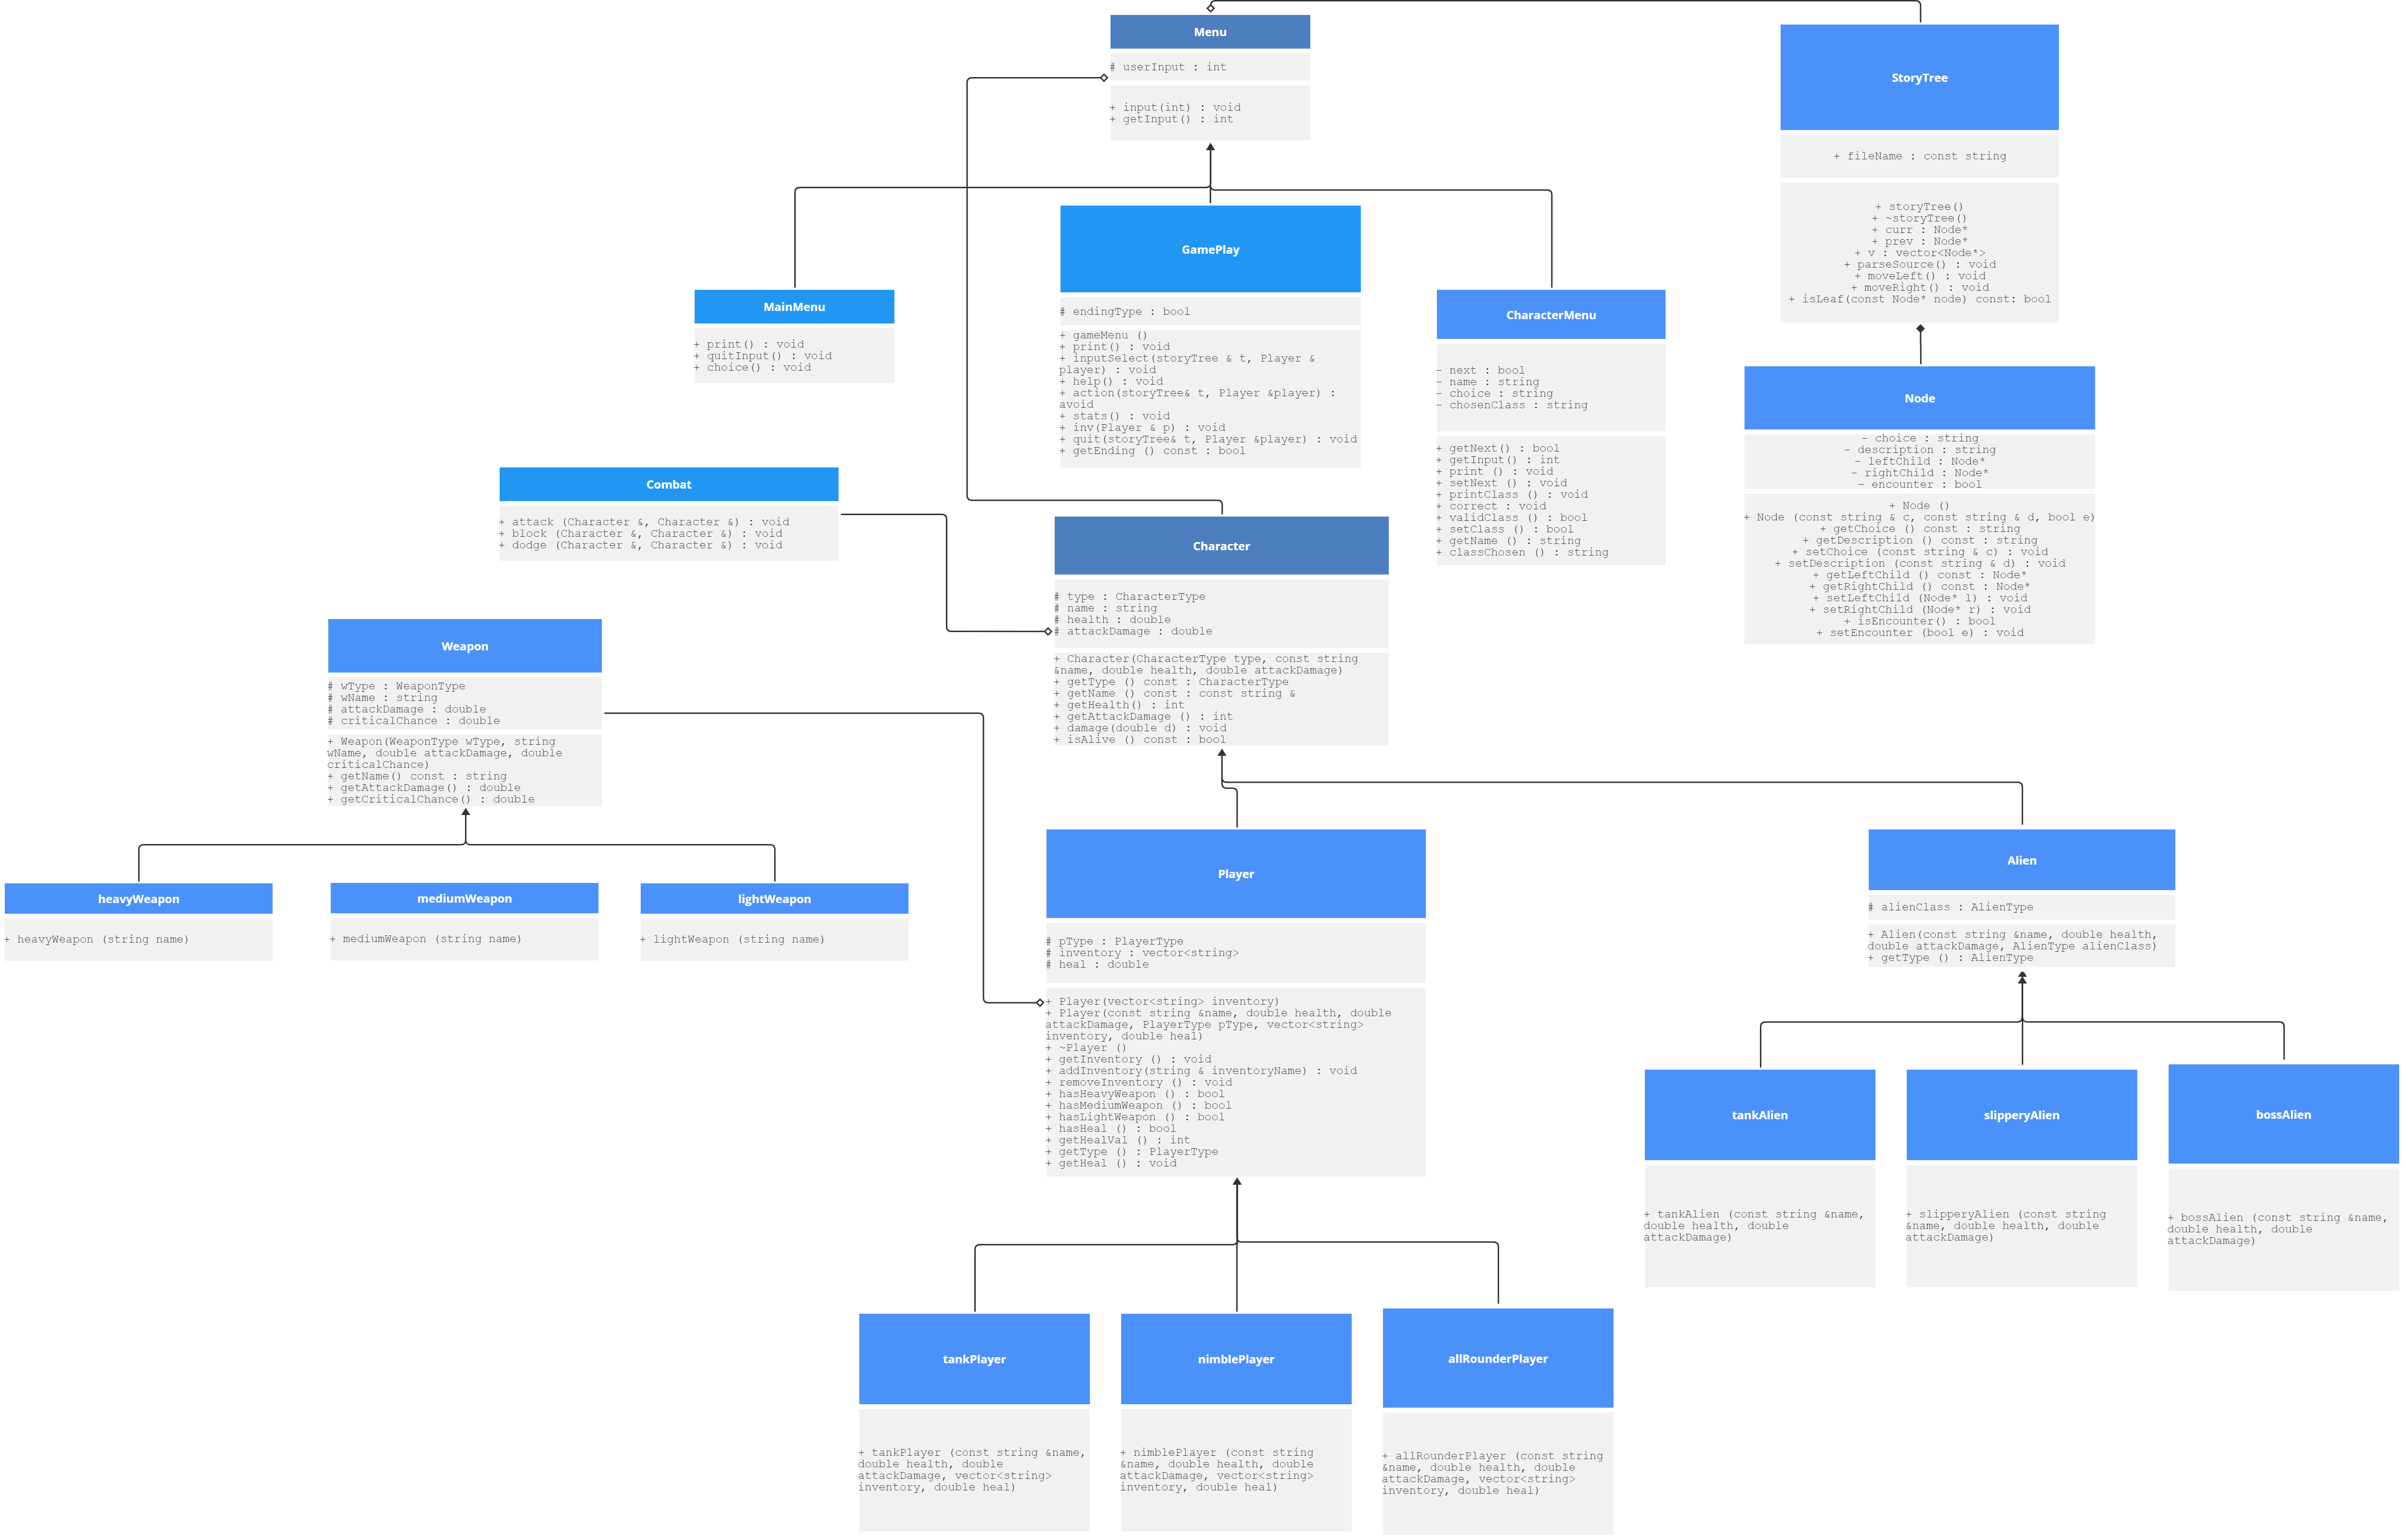 Menu
# userInput : int
+ input(int) : void
+ getInput() : int
StoryTree
+ fileName : const string
+ storyTree()
+ ~storyTree()
+ curr : Node*
+ prev : Node*
+ v : vector<Node*>
+ parseSource() : void
+ moveLeft() : void
+ moveRight() : void
+ isLeaf(const Node* node) const: bool
MainMenu
+ print() : void
+ quitInput() : void
+ choice() : void
GamePlay
# endingType : bool
+ gameMenu ()
+ print() : void
+ inputSelect(storyTree & t, Player &
player) : void
+ help() : void
+ action(storyTree& t, Player &player) :
avoid
+ stats() : void
+ inv(Player & p) : void
+ quit(storyTree& t, Player &player) : void
+ getEnding () const : bool
CharacterMenu
- next : bool
- name : string
- choice : string
- chosenClass : string
+ getNext() : bool
+ getInput() : int
+ print () : void
+ setNext () : void
+ printClass () : void
+ correct : void
+ validClass () : bool
+ setClass () : bool
+ getName () : string
+ classChosen () : string
Node
- choice : string
- description : string
- leftChild : Node*
- rightChild : Node*
- encounter : bool
+ Node ()
+ Node (const string & c, const string & d, bool e)
+ getChoice () const : string
+ getDescription () const : string
+ setChoice (const string & c) : void
+ setDescription (const string & d) : void
+ getLeftChild () const : Node*
+ getRightChild () const : Node*
+ setLeftChild (Node* l) : void
+ setRightChild (Node* r) : void
+ isEncounter() : bool
+ setEncounter (bool e) : void
Combat
+ attack (Character &, Character &) : void
+ block (Character &, Character &) : void
+ dodge (Character &, Character &) : void
Character
# type : CharacterType
# name : string
# health : double
# attackDamage : double
+ Character(CharacterType type, const string
&name, double health, double attackDamage)
+ getType () const : CharacterType
+ getName () const : const string &
+ getHealth() : int
+ getAttackDamage () : int
+ damage(double d) : void
+ isAlive () const : bool
Weapon
# wType : WeaponType
# wName : string
# attackDamage : double
# criticalChance : double
+ Weapon(WeaponType wType, string
wName, double attackDamage, double
criticalChance)
+ getName() const : string
+ getAttackDamage() : double
+ getCriticalChance() : double
heavyWeapon
+ heavyWeapon (string name)
mediumWeapon
+ mediumWeapon (string name)
lightWeapon
+ lightWeapon (string name)
Player
# pType : PlayerType
# inventory : vector<string>
# heal : double
+ Player(vector<string> inventory)
+ Player(const string &name, double health, double
attackDamage, PlayerType pType, vector<string>
inventory, double heal)
+ ~Player ()
+ getInventory () : void
+ addInventory(string & inventoryName) : void
+ removeInventory () : void
+ hasHeavyWeapon () : bool
+ hasMediumWeapon () : bool
+ hasLightWeapon () : bool
+ hasHeal () : bool
+ getHealVal () : int
+ getType () : PlayerType
+ getHeal () : void
Alien
# alienClass : AlienType
+ Alien(const string &name, double health,
double attackDamage, AlienType alienClass)
+ getType () : AlienType
tankAlien
+ tankAlien (const string &name,
double health, double
attackDamage)
slipperyAlien
+ slipperyAlien (const string
&name, double health, double
attackDamage)
bossAlien
+ bossAlien (const string &name,
double health, double
attackDamage)
tankPlayer
+ tankPlayer (const string &name,
double health, double
attackDamage, vector<string>
inventory, double heal)
nimblePlayer
+ nimblePlayer (const string
&name, double health, double
attackDamage, vector<string>
inventory, double heal)
allRounderPlayer
+ allRounderPlayer (const string
&name, double health, double
attackDamage, vector<string>
inventory, double heal)